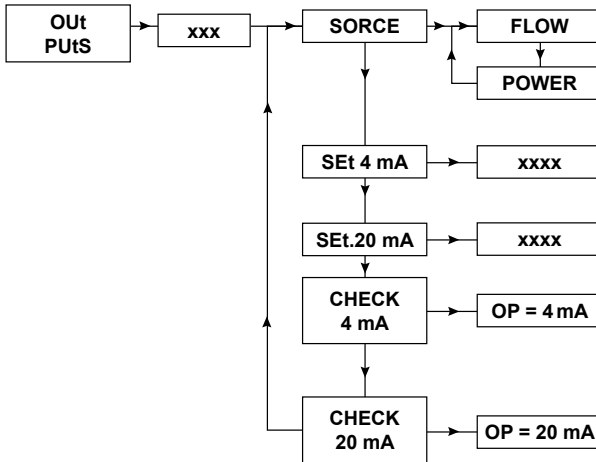 OUt
PUtS
xxx
SORCE
FLOW
POWER
SEt 4 mA
xxxx
SEt.20 mA
xxxx
CHECK
4 mA
OP = 4 mA
CHECK
20 mA
OP = 20 mA